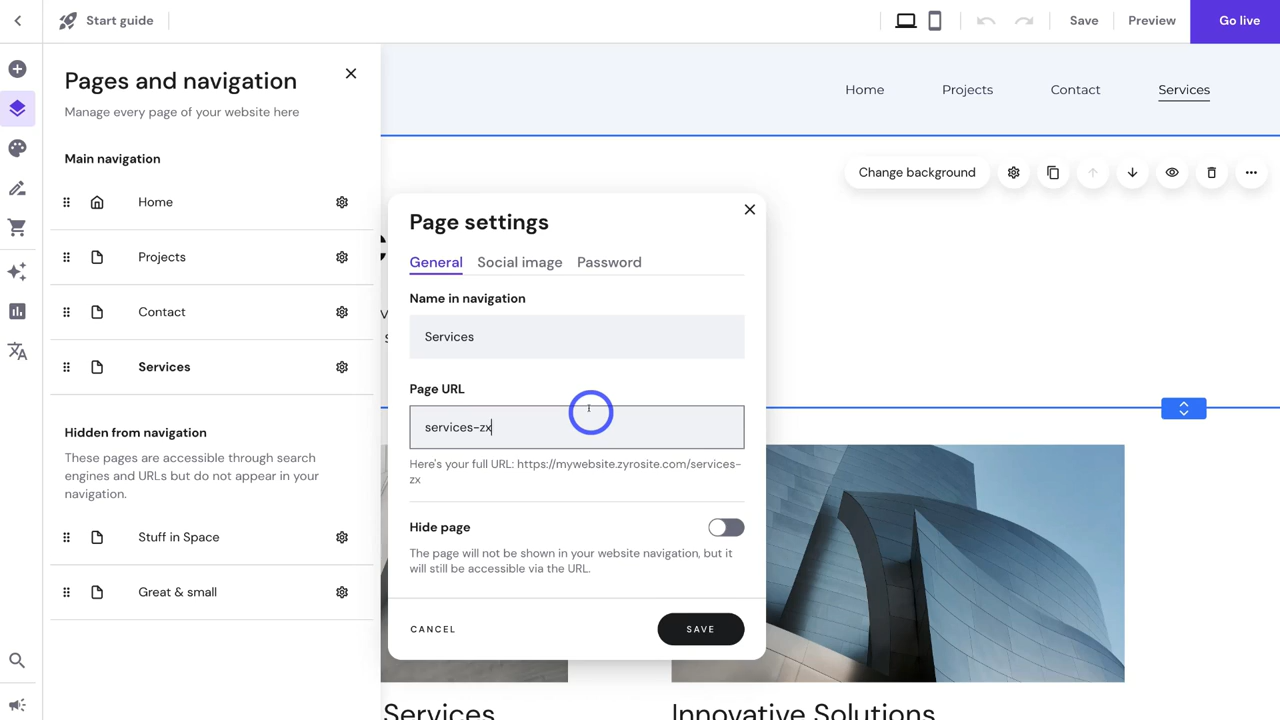 Start guide
Save
Preview
Go live
Pages and navigation
Manage every page of your website here
Main navigation
Home
Projects
Contact
Services
Hidden from navigation
These pages are accessible through search
engines and URLs but do not appear in your
navigation.
Stuff in Space
Great & small
Home
Projects
Contact
Services
Change background
Page settings
General
Social image
Password
Name in navigation
Services
Page URL
services-zx
Here's your full URL: https://mywebsite.zyrosite.com/services-
zx
Hide page
The page will not be shown in your website navigation, but it
will still be accessible via the URL.
CANCEL
SAVE
Services
Innovative Solutions